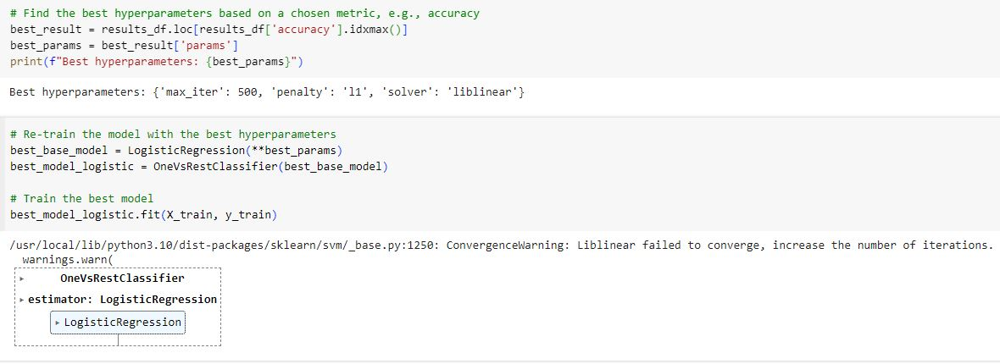 # Find the best hyperparameters based on a chosen metric, e.g., accuracy
best_result = results_df.loc[results_df['accuracy'].idxmax()]
best_params = best_result['params']
print(f"Best hyperparameters: {best_params}")
Best hyperparameters: {'max_iter': 500, 'penalty': 'l1', 'solver': 'liblinear'}
# Re-train the model with the best hyperparameters
best_base_model = LogisticRegression(**best_params)
best_model_logistic = OneVsRestClassifier(best_base_model)
# Train the best model
best_model_logistic.fit(X_train, y_train)
/usr/local/lib/python3.10/dist-packages/sklearn/svm/_base.py:1250: ConvergenceWarning: Liblinear failed to converge, increase the number of iterations.
warnings.warn(
OneVsRestClassifier
estimator: LogisticRegression
LogisticRegression